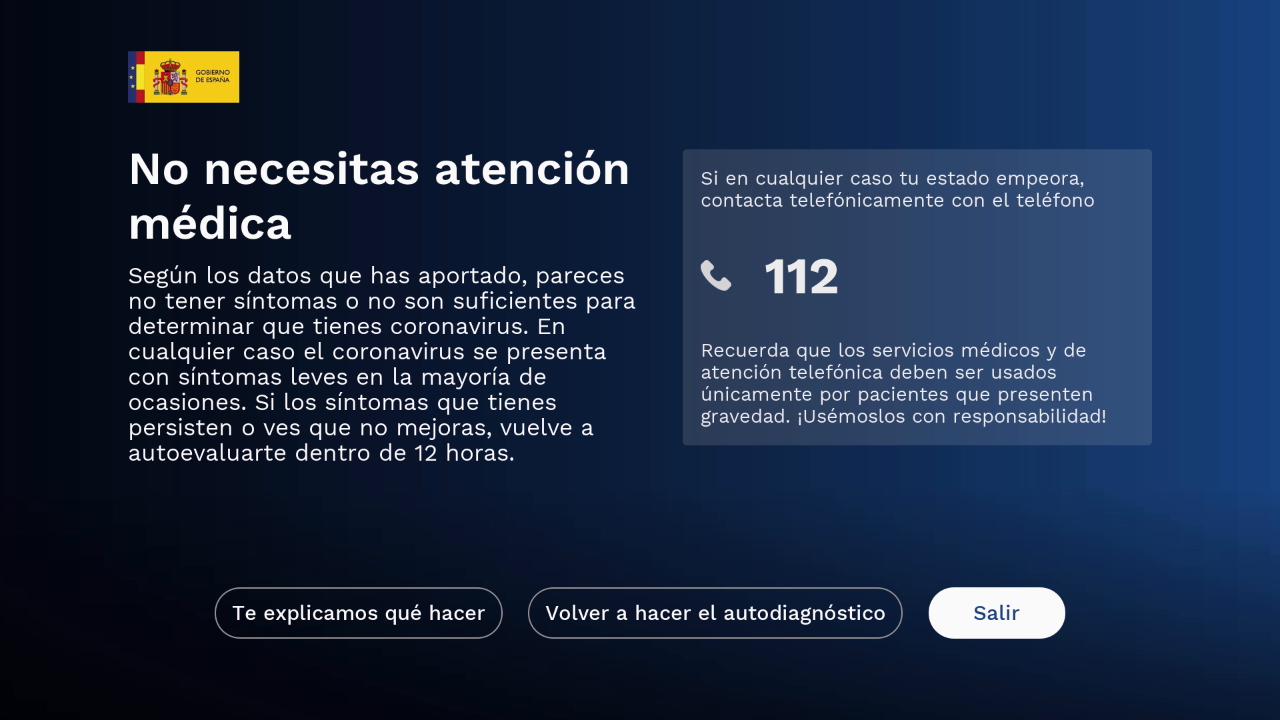 GOBIERNO
DE ESPAÑA
No necesitas atención
médica
Según los datos que has aportado, pareces
no tener síntomas o no son suficientes para
determinar que tienes coronavirus. En
cualquier caso el coronavirus se presenta
con síntomas leves en la mayoría de
ocasiones. Si los síntomas que tienes
persisten o ves que no mejoras, vuelve a
autoevaluarte dentro de 12 horas.
Si en cualquier caso tu estado empeora,
contacta telefónicamente con el teléfono
112
Recuerda que los servicios médicos y de
atención telefónica deben ser usados
únicamente por pacientes que presenten
gravedad. ¡Usémoslos con responsabilidad!
Te explicamos qué hacer
Volver a hacer el autodiagnóstico
Salir